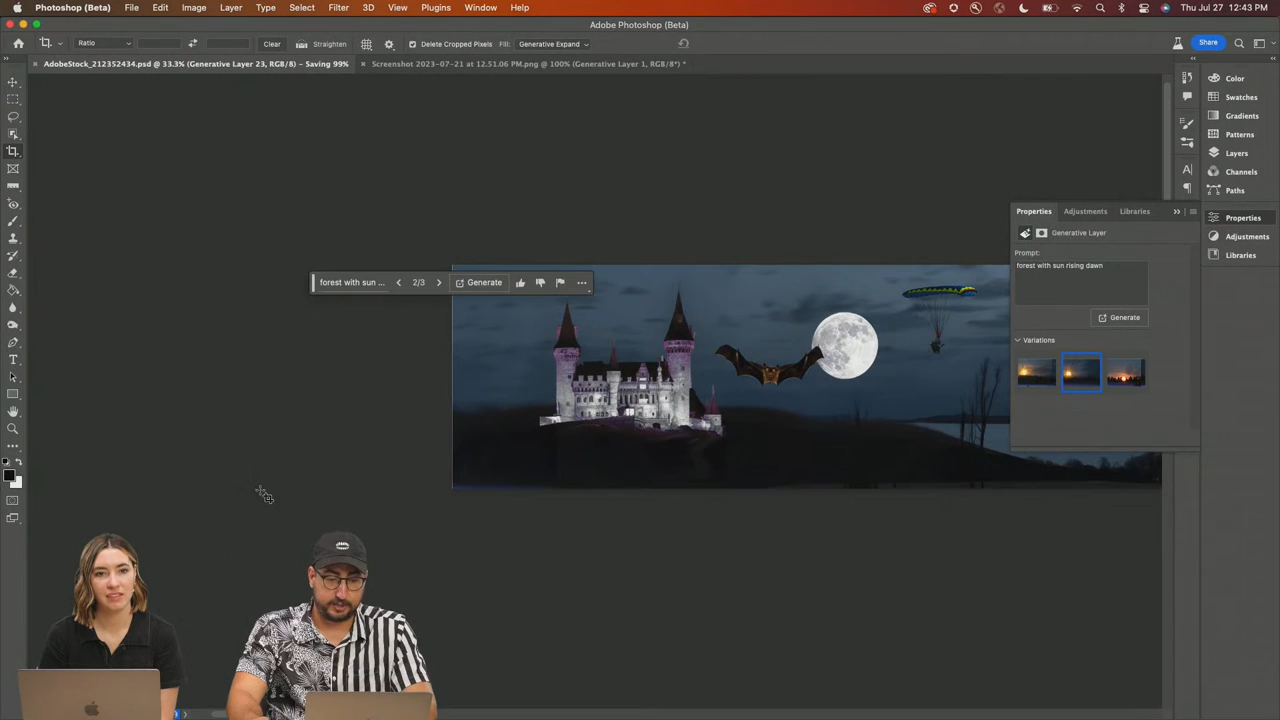 Photoshop (Beta) File Edit Image Layer Type Select Filter 3D View Plugins Window Help
Thu Jul 27 12:43 PM
Adobe Photoshop (Beta)
Ratio Clear Straighten Delete Cropped Pixels Fill: Generative Expand Share
AdobeStock_212352434.psd @ 33.3% (Generative Layer 23, RGB/8) – Saving 99%
Screenshot 2023-07-21 at 12.51.06 PM.png @ 100% (Generative Layer 1, RGB/8*) *
Color
Swatches
Gradients
Patterns
Layers
Channels
Paths
Properties
Adjustments
Libraries
Properties Adjustments Libraries
Generative Layer
Prompt:
forest with sun rising dawn
Generate
Variations
forest with sun ... 2/3 Generate